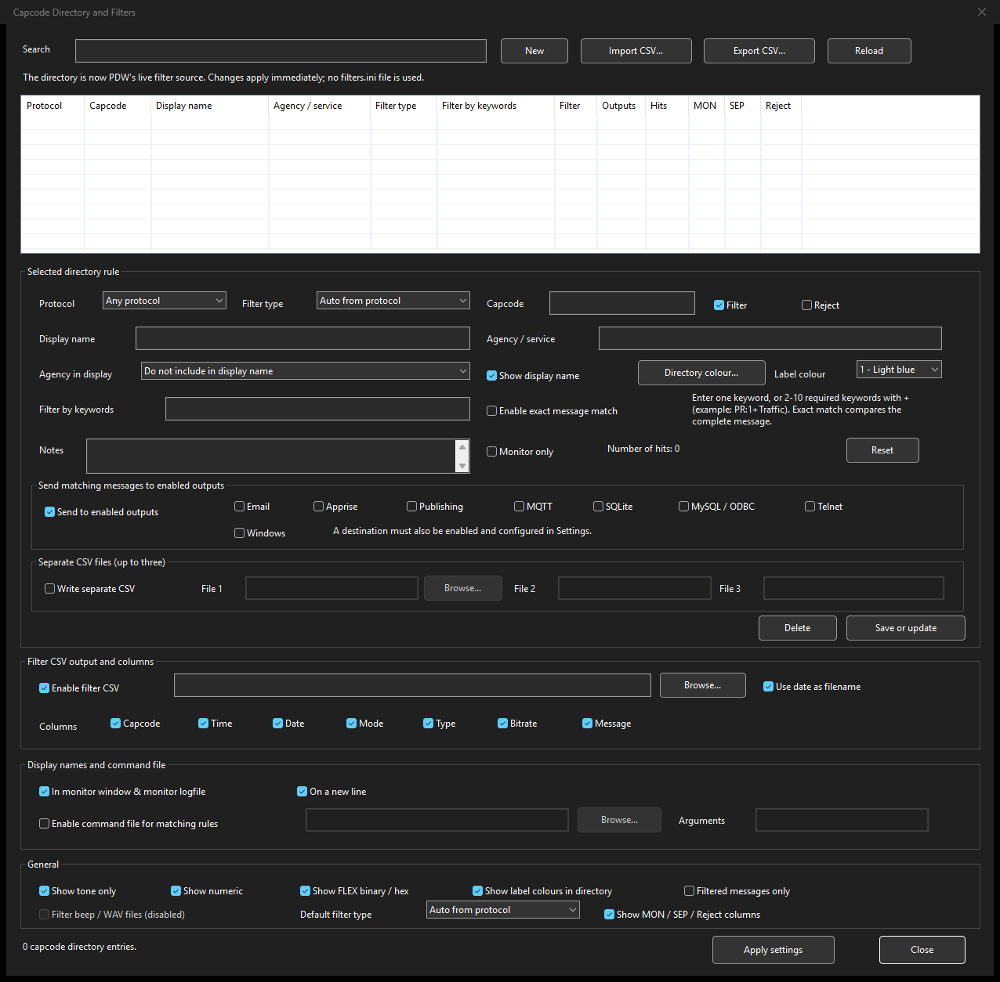 Capcode Directory and Filters
Search
New
Import CSV...
Export CSV...
Reload
The directory is now PDW's live filter source. Changes apply immediately; no filters.ini file is used.
Protocol Capcode Display name Agency / service Filter type Filter by keywords Filter Outputs Hits MON SEP Reject
Selected directory rule
Protocol Any protocol Filter type Auto from protocol Capcode Filter Reject
Display name Agency / service
Agency in display Do not include in display name Show display name Directory colour... Label colour 1 - Light blue
Filter by keywords Enable exact message match
Enter one keyword, or 2-10 required keywords with +
(example: PR:1+Traffic). Exact match compares the
complete message.
Notes Monitor only Number of hits: 0 Reset
Send matching messages to enabled outputs
Send to enabled outputs Email Apprise Publishing MQTT SQLite MySQL / ODBC Telnet
Windows A destination must also be enabled and configured in Settings.
Separate CSV files (up to three)
Write separate CSV File 1 Browse... File 2 File 3
Delete Save or update
Filter CSV output and columns
Enable filter CSV Browse... Use date as filename
Columns Capcode Time Date Mode Type Bitrate Message
Display names and command file
In monitor window & monitor logfile On a new line
Enable command file for matching rules Browse... Arguments
General
Show tone only Show numeric Show FLEX binary / hex Show label colours in directory Filtered messages only
Filter beep / WAV files (disabled) Default filter type Auto from protocol Show MON / SEP / Reject columns
0 capcode directory entries. Apply settings Close